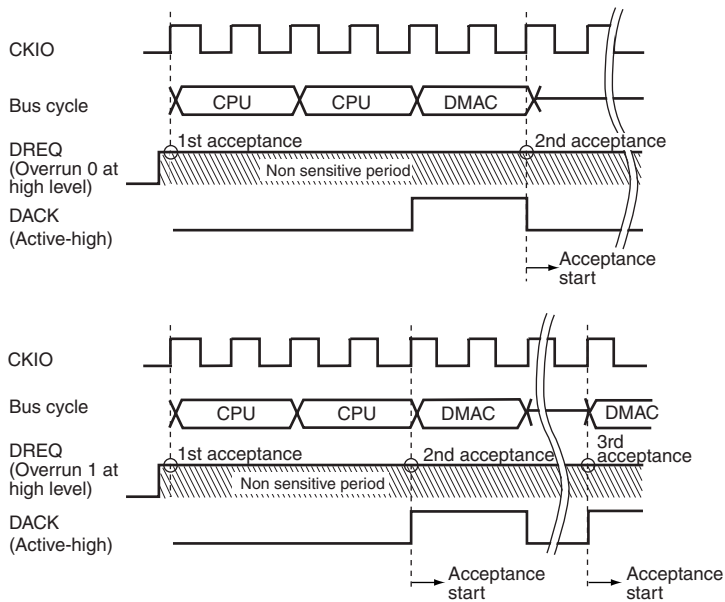 CKIO
Bus cycle
CPU CPU DMAC
DREQ
(Overrun 0 at
high level)
1st acceptance
2nd acceptance
Non sensitive period
DACK
(Active-high)
Acceptance
start
CKIO
Bus cycle
CPU CPU DMAC DMAC
DREQ
(Overrun 1 at
high level)
1st acceptance
2nd acceptance
3rd
acceptance
Non sensitive period
DACK
(Active-high)
Acceptance
start
Acceptance
start